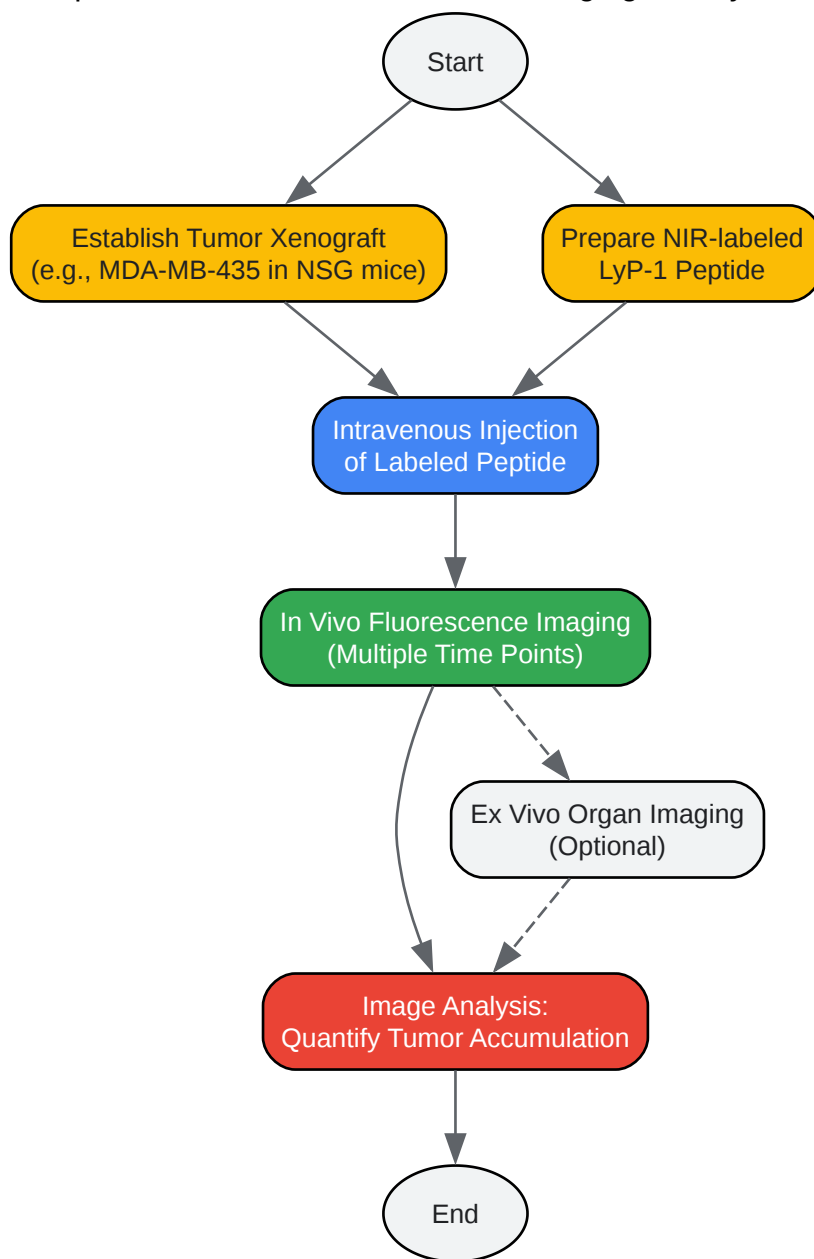 Start
Establish Tumor Xenograft
(e.g., MDA-MB-435 in NSG mice)
Prepare NIR-labeled
LyP-1 Peptide
Intravenous Injection
of Labeled Peptide
In Vivo Fluorescence Imaging
(Multiple Time Points)
Ex Vivo Organ Imaging
(Optional)
Image Analysis:
Quantify Tumor Accumulation
End